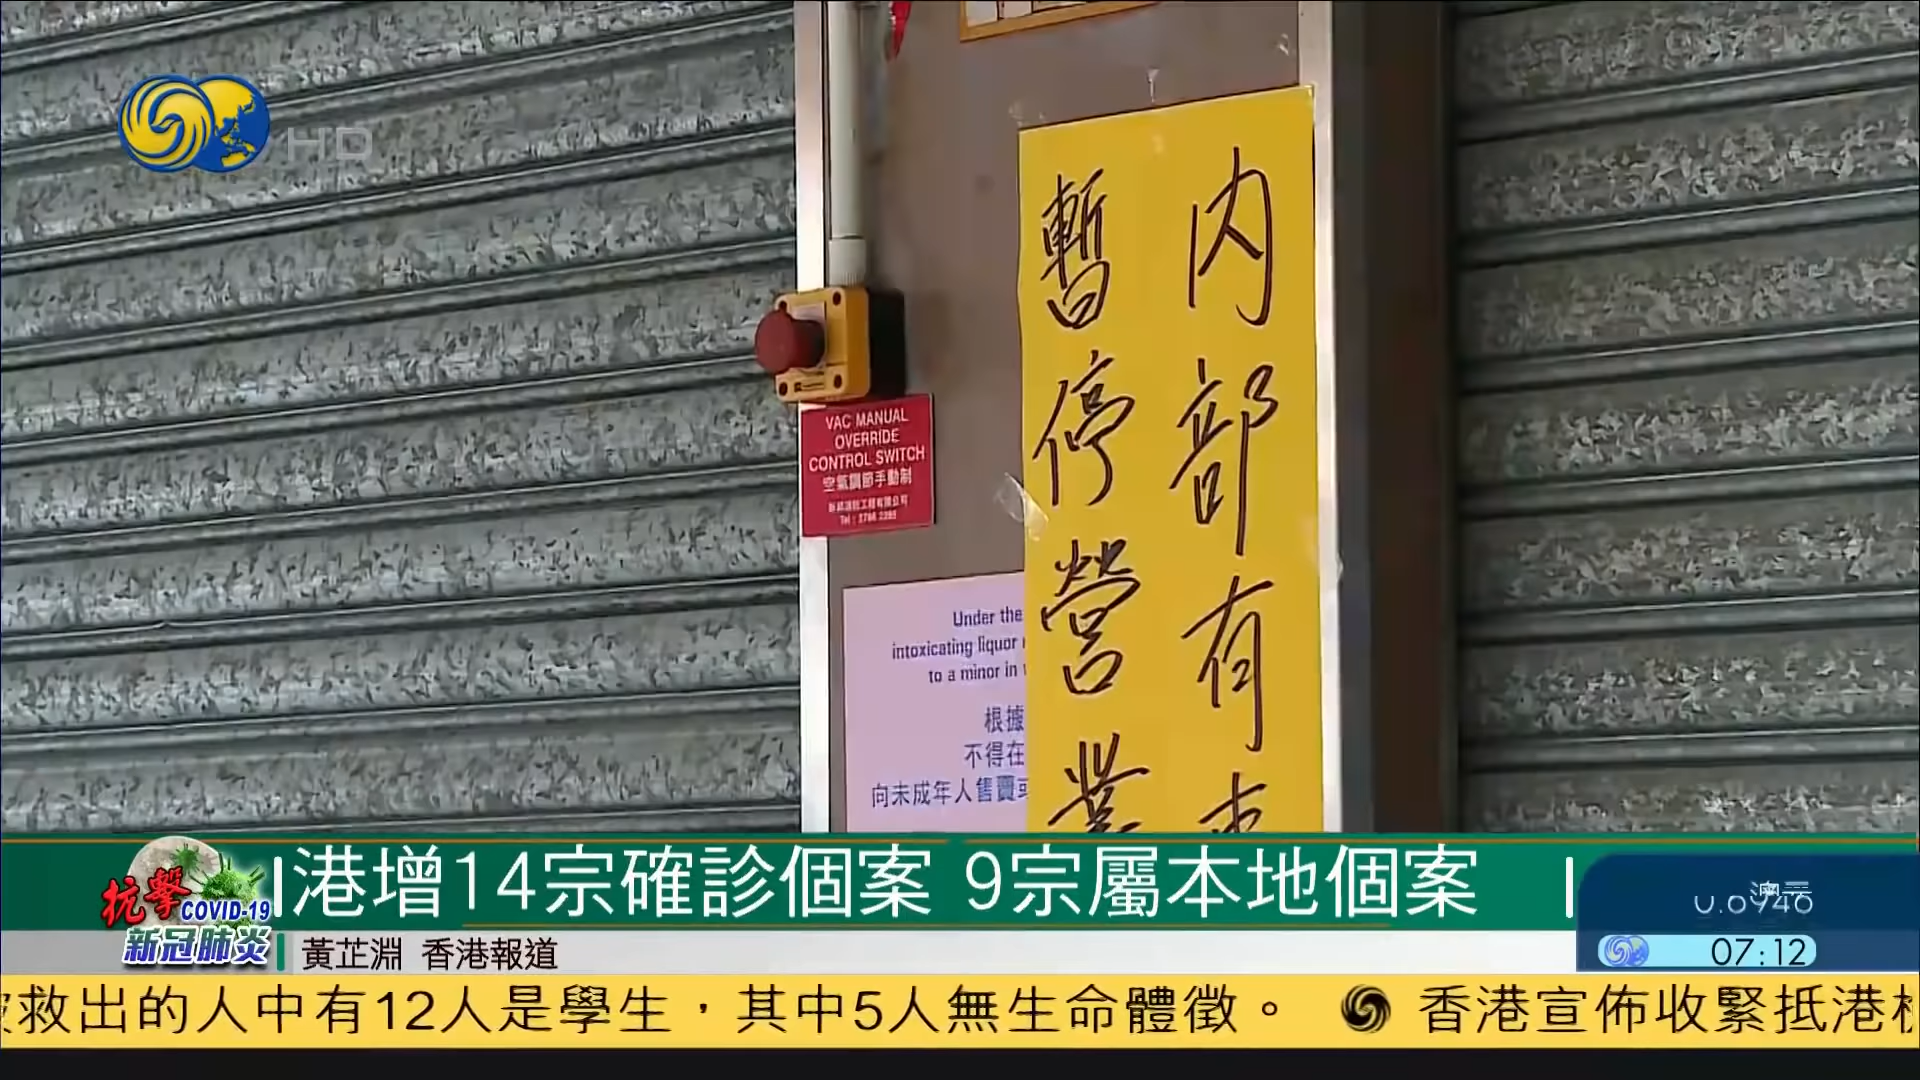 HD
内部有
暫停營業
VAC MANUAL
OVERRIDE
CONTROL SWITCH
空氣調節手動制
Under the
intoxicating liquor
to a minor in
根據
不得在
向未成年人售賣或
港增14宗確診個案 9宗屬本地個案
抗擊
COVID-19
新冠肺炎
黃芷淵 香港報道
07:12
救出的人中有12人是學生，其中5人無生命體徵。 香港宣佈收緊抵港